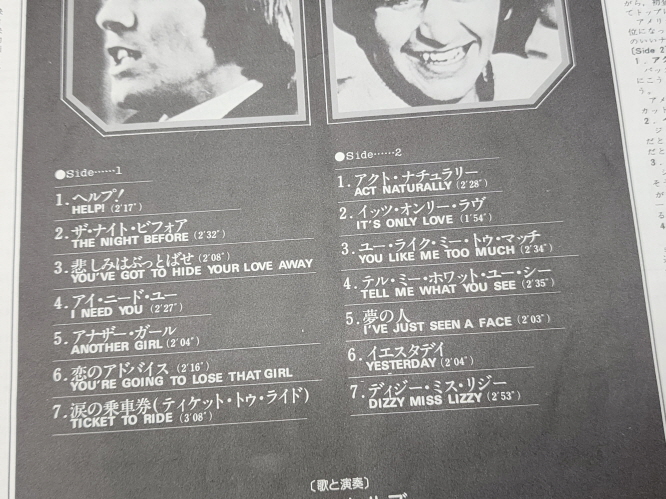 ●Side……1
1.ヘルプ!
HELP! (2′17″)
2.ザ・ナイト・ビフォア
THE NIGHT BEFORE (2′32″)
3.悲しみはぶっとばせ (2′08″)
YOU'VE GOT TO HIDE YOUR LOVE AWAY
4.アイ・ニード・ユー
I NEED YOU (2′27″)
5.アナザー・ガール
ANOTHER GIRL (2′04″)
6.恋のアドバイス (2′16″)
YOU'RE GOING TO LOSE THAT GIRL
7.涙の乗車券(ティケット・トゥ・ライド)
TICKET TO RIDE (3′08″)
●Side……2
1.アクト・ナチュラリー
ACT NATURALLY (2′28″)
2.イッツ・オンリー・ラヴ
IT'S ONLY LOVE (1′54″)
3.ユー・ライク・ミー・トゥ・マッチ
YOU LIKE ME TOO MUCH (2′34″)
4.テル・ミー・ホワット・ユー・シー
TELL ME WHAT YOU SEE (2′35″)
5.夢の人
I'VE JUST SEEN A FACE (2′03″)
6.イエスタデイ
YESTERDAY (2′04″)
7.ディジー・ミス・リジー
DIZZY MISS LIZZY (2′53″)
〔歌と演奏〕